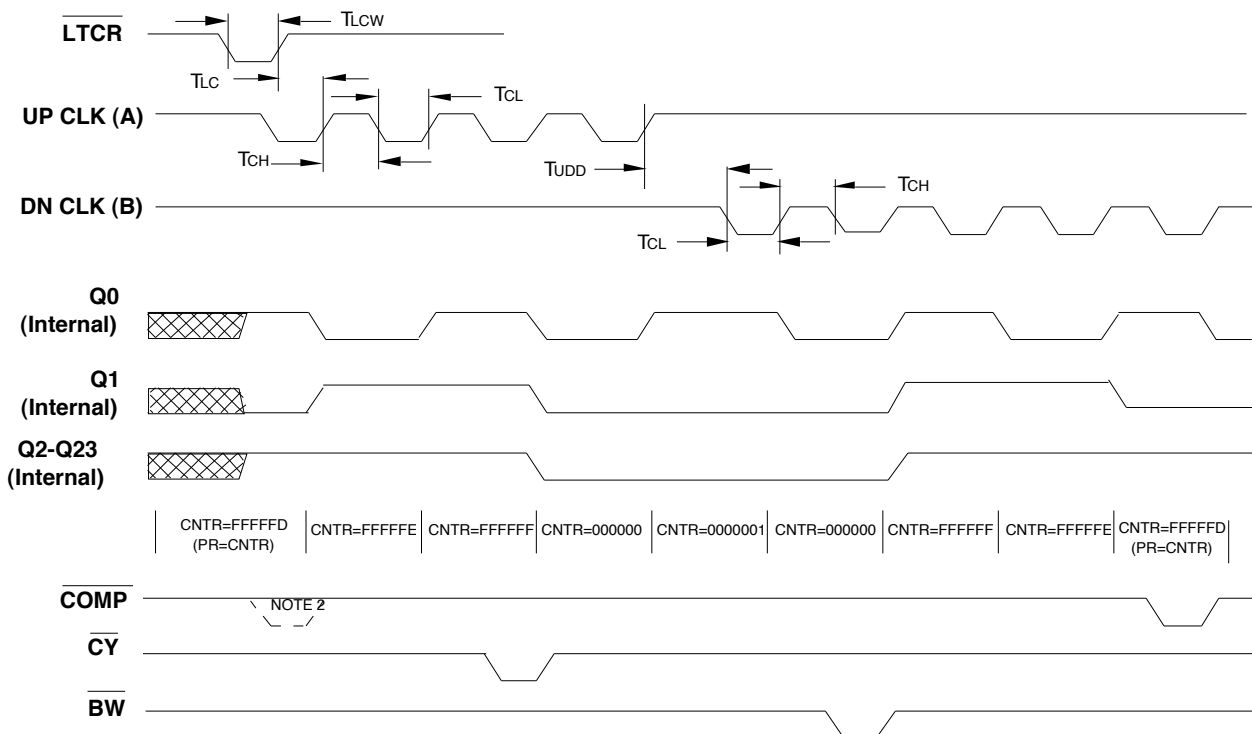 TLCW
LTCR
TLC
TCL
UP CLK (A)
TCH
TUDD
TCH
DN CLK (B)
TCL
Q0
(Internal)
Q1
(Internal)
Q2-Q23
(Internal)
CNTR=FFFFFD
(PR=CNTR)
CNTR=FFFFFE
CNTR=FFFFFF
CNTR=000000
CNTR=0000001
CNTR=000000
CNTR=FFFFFF
CNTR=FFFFFE
CNTR=FFFFFD
(PR=CNTR)
COMP
NOTE 2
CY
BW